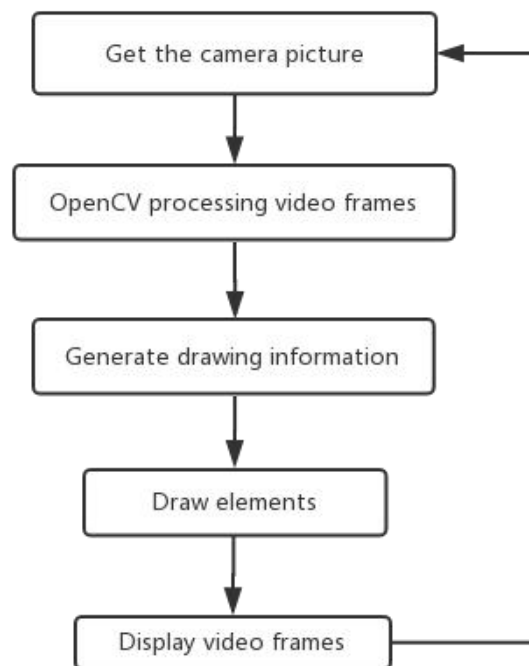 Get the camera picture
OpenCV processing video frames
Generate drawing information
Draw elements
Display video frames